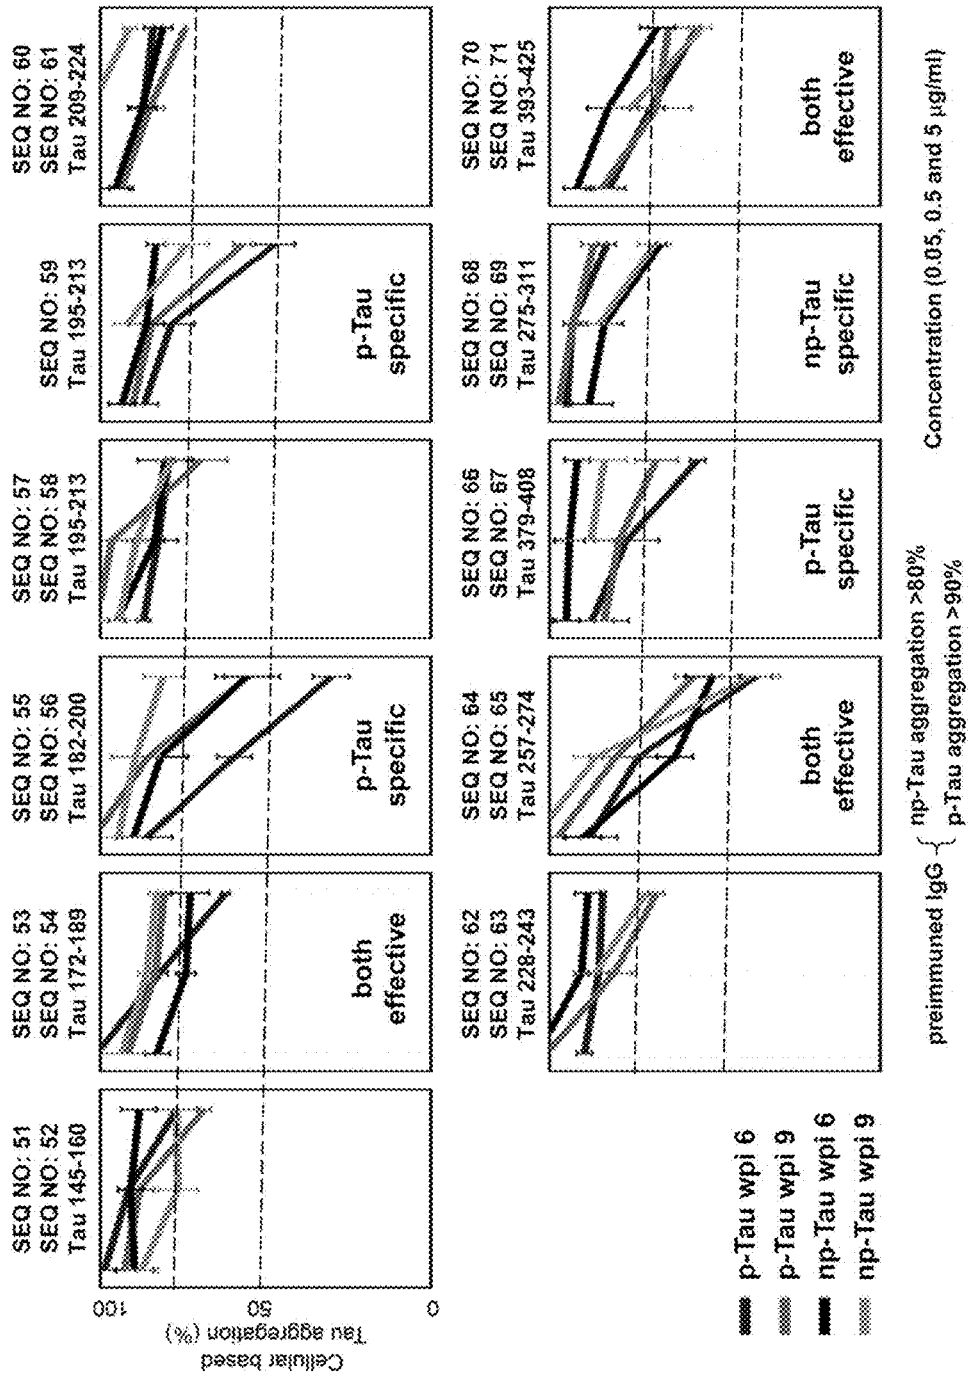 SEQ NO: 51
SEQ NO: 52
Tau 145-160
SEQ NO: 53
SEQ NO: 54
Tau 172-189
both
effective
SEQ NO: 55
SEQ NO: 56
Tau 182-200
p-Tau
specific
SEQ NO: 57
SEQ NO: 58
Tau 195-213
SEQ NO: 59
Tau 195-213
p-Tau
specific
SEQ NO: 60
SEQ NO: 61
Tau 209-224
Cellular based
Tau aggregation (%)
100
50
0
SEQ NO: 62
SEQ NO: 63
Tau 228-243
SEQ NO: 64
SEQ NO: 65
Tau 257-274
both
effective
SEQ NO: 66
SEQ NO: 67
Tau 379-408
p-Tau
specific
SEQ NO: 68
SEQ NO: 69
Tau 275-311
np-Tau
specific
SEQ NO: 70
SEQ NO: 71
Tau 393-425
both
effective
p-Tau wpi 6
p-Tau wpi 9
np-Tau wpi 6
np-Tau wpi 9
preimmuned IgG { np-Tau aggregation >80%
p-Tau aggregation >90%
Concentration (0.05, 0.5 and 5 µg/ml)